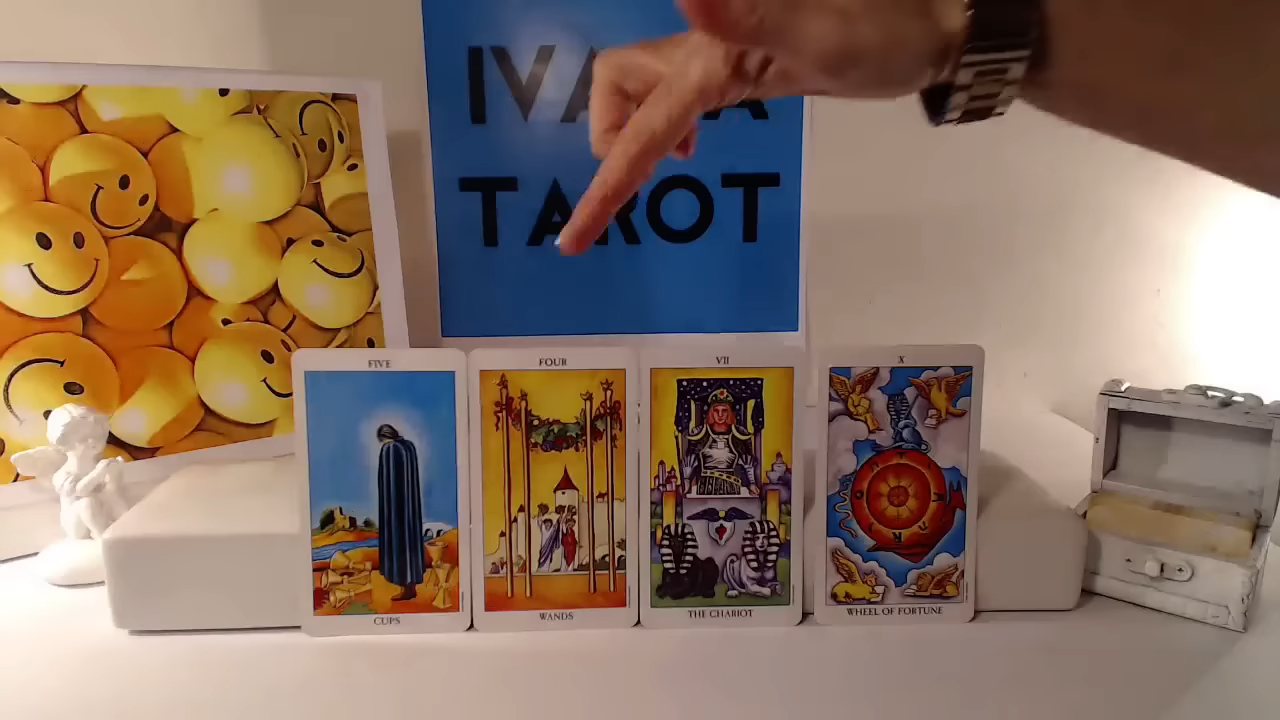 TAROT
FIVE
CUPS
FOUR
WANDS
VII
THE CHARIOT
X
WHEEL OF FORTUNE